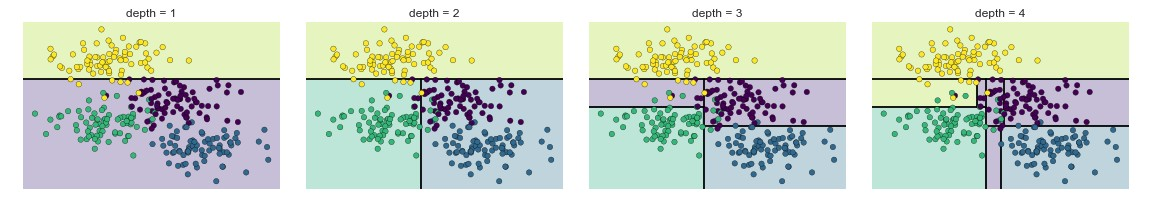 depth = 1
depth = 2
depth = 3
depth = 4